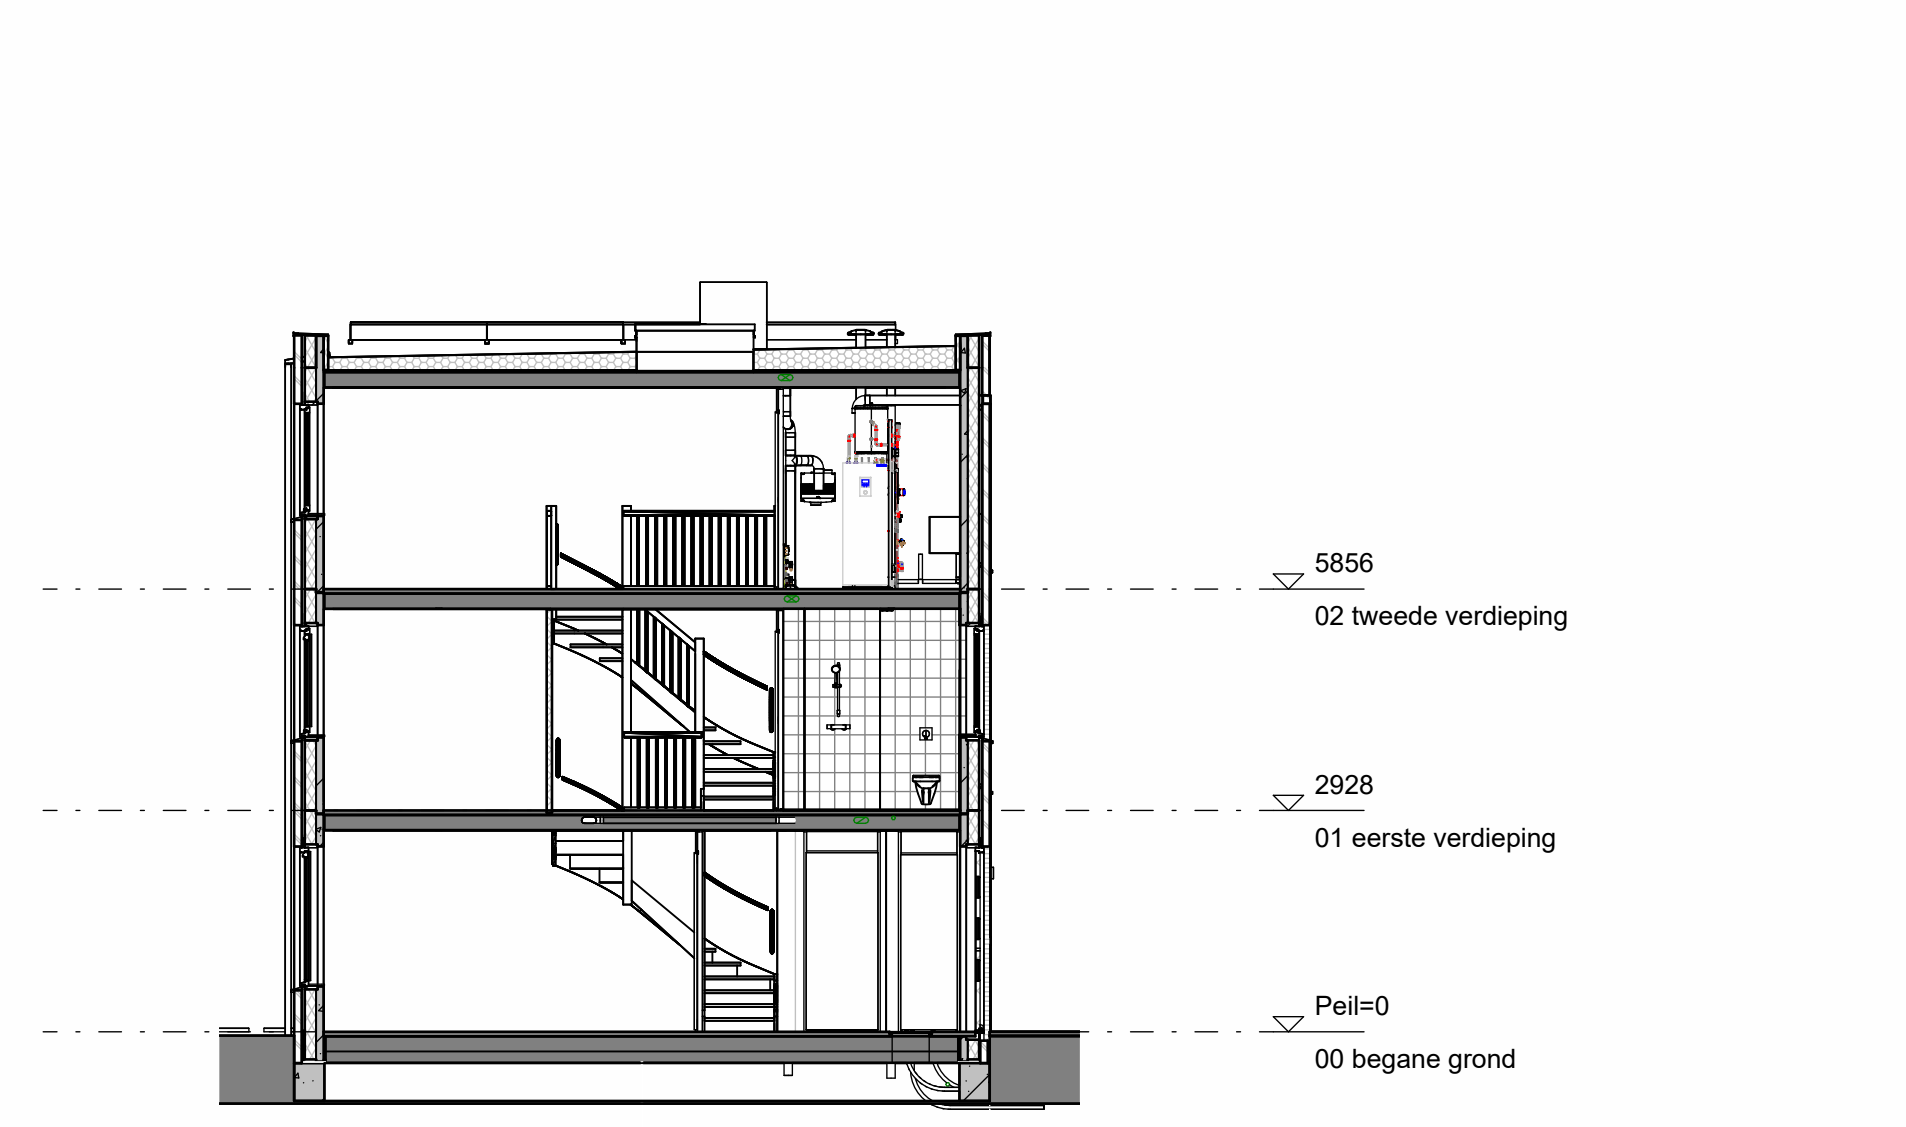 5856
02 tweede verdieping
2928
01 eerste verdieping
Peil=0
00 begane grond